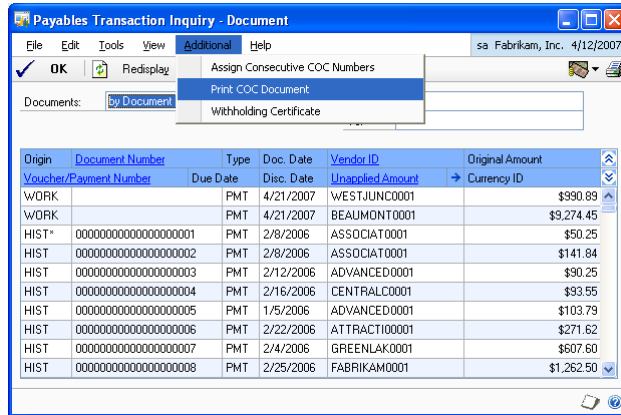 Payables Transaction Inquiry - Document
File Edit Tools View Additional Help sa Fabrikam, Inc. 4/12/2007
OK Redisplay
Assign Consecutive COC Numbers
Print COC Document
Withholding Certificate
Documents: by Document
Origin Document Number Type Doc. Date Vendor ID Original Amount
Voucher/Payment Number Due Date Disc. Date Unapplied Amount Currency ID
WORK PMT 4/21/2007 WESTJUNC0001 $990.89
WORK PMT 4/21/2007 BEAUMONT0001 $9,274.45
HIST* 00000000000000000001 PMT 2/8/2006 ASSOCIAT0001 $50.25
HIST 00000000000000000002 PMT 2/8/2006 ASSOCIAT0001 $141.84
HIST 00000000000000000003 PMT 2/12/2006 ADVANCED0001 $90.25
HIST 00000000000000000004 PMT 2/16/2006 CENTRALC0001 $93.55
HIST 00000000000000000005 PMT 1/5/2006 ADVANCED0001 $103.79
HIST 00000000000000000006 PMT 2/22/2006 ATTRACTI00001 $271.62
HIST 00000000000000000007 PMT 2/4/2006 GREENLAK0001 $607.60
HIST 00000000000000000008 PMT 2/25/2006 FABRIKAM0001 $1,262.50